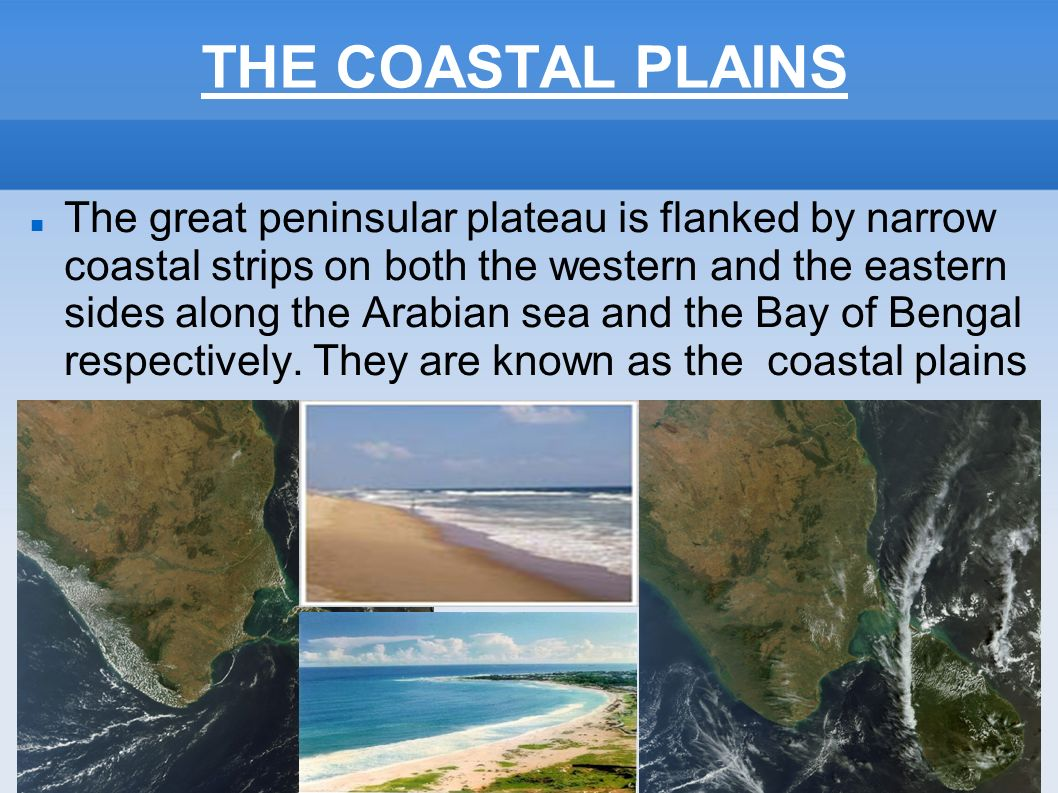 THE COASTAL PLAINS
The great peninsular plateau is flanked by narrow
coastal strips on both the western and the eastern
sides along the Arabian sea and the Bay of Bengal
respectively. They are known as the  coastal plains